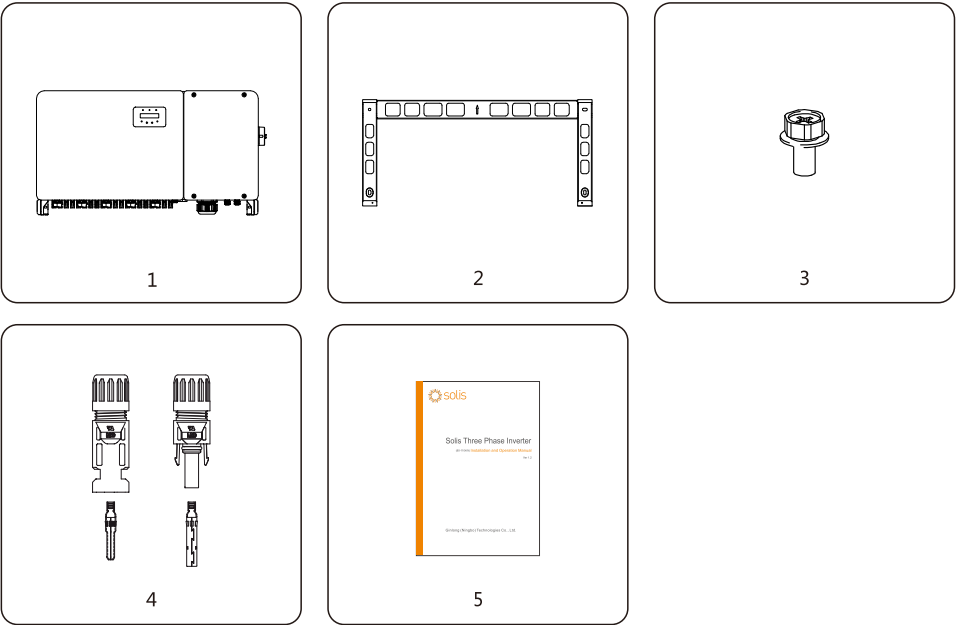 1
2
3
4
5
solis
Solis Three Phase Inverter
Installation and Operation Manual
Ginlong (Ningbo) Technologies Co., Ltd.